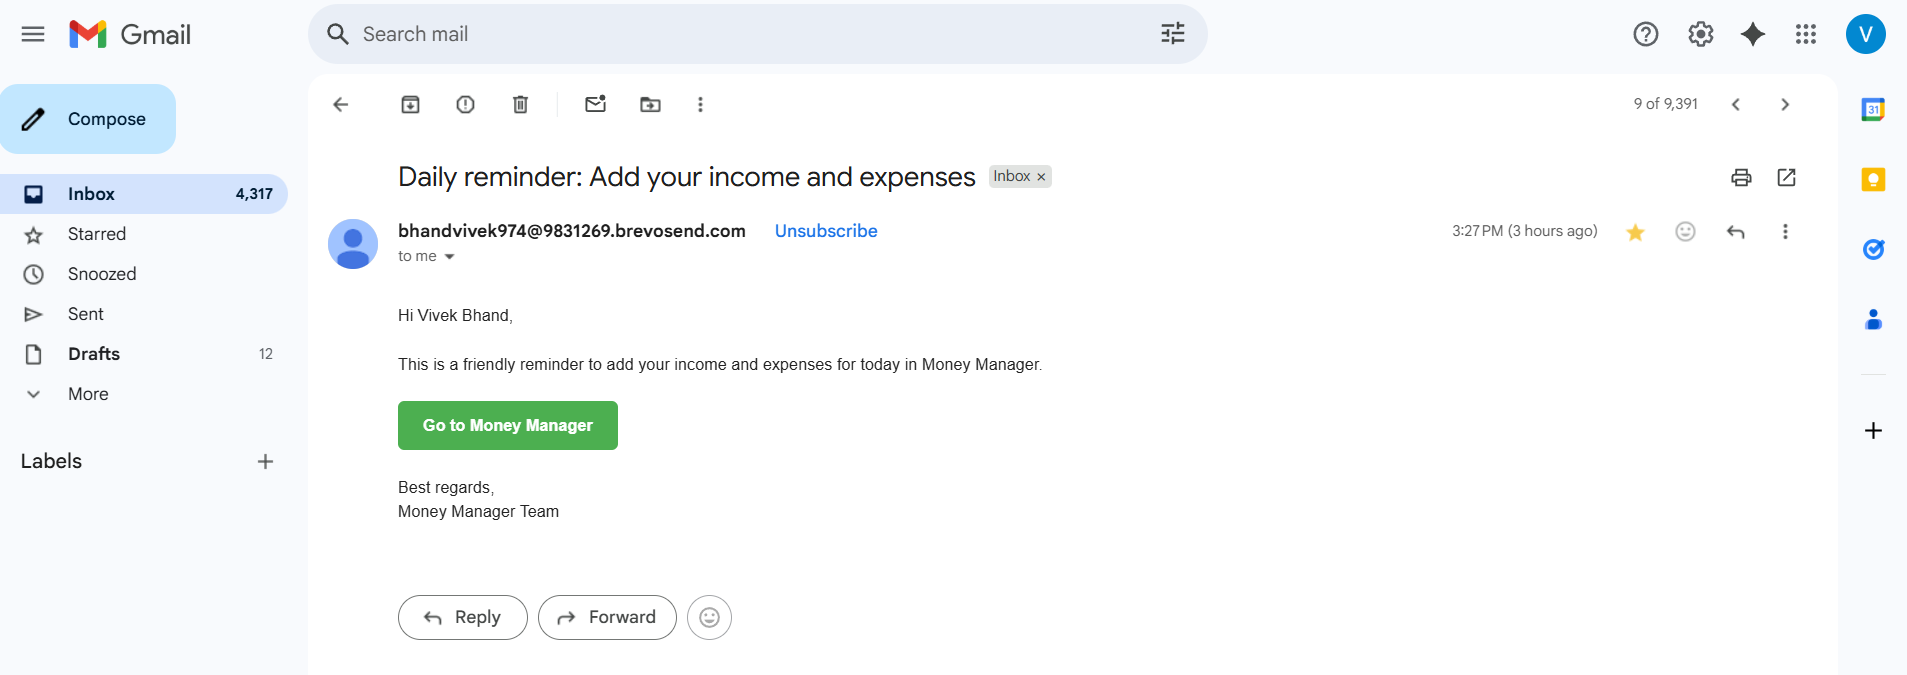 Gmail
Search mail
V
Compose
9 of 9,391
31
Inbox 4,317
Starred
Snoozed
Sent
Drafts 12
More
Labels
Daily reminder: Add your income and expenses Inbox ×
bhandvivek974@9831269.brevosend.com Unsubscribe 3:27 PM (3 hours ago)
to me
Hi Vivek Bhand,
This is a friendly reminder to add your income and expenses for today in Money Manager.
Go to Money Manager
Best regards,
Money Manager Team
Reply Forward